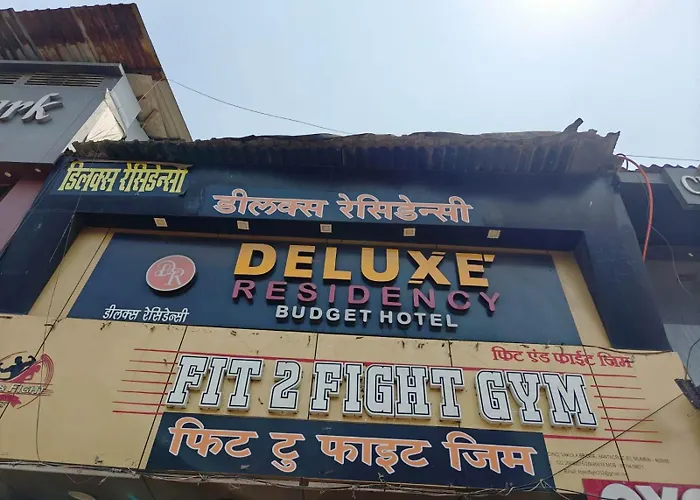 डिलक्स रेसिडेन्सी
डीलक्स रेसिडेन्सी
DR
DELUXE
RESIDENCY
BUDGET HOTEL
डीलक्स रेसिडेन्सी
फिट एंड फाईट जिम
FIT 2 FIGHT GYM
फिट टु फाइट जिम